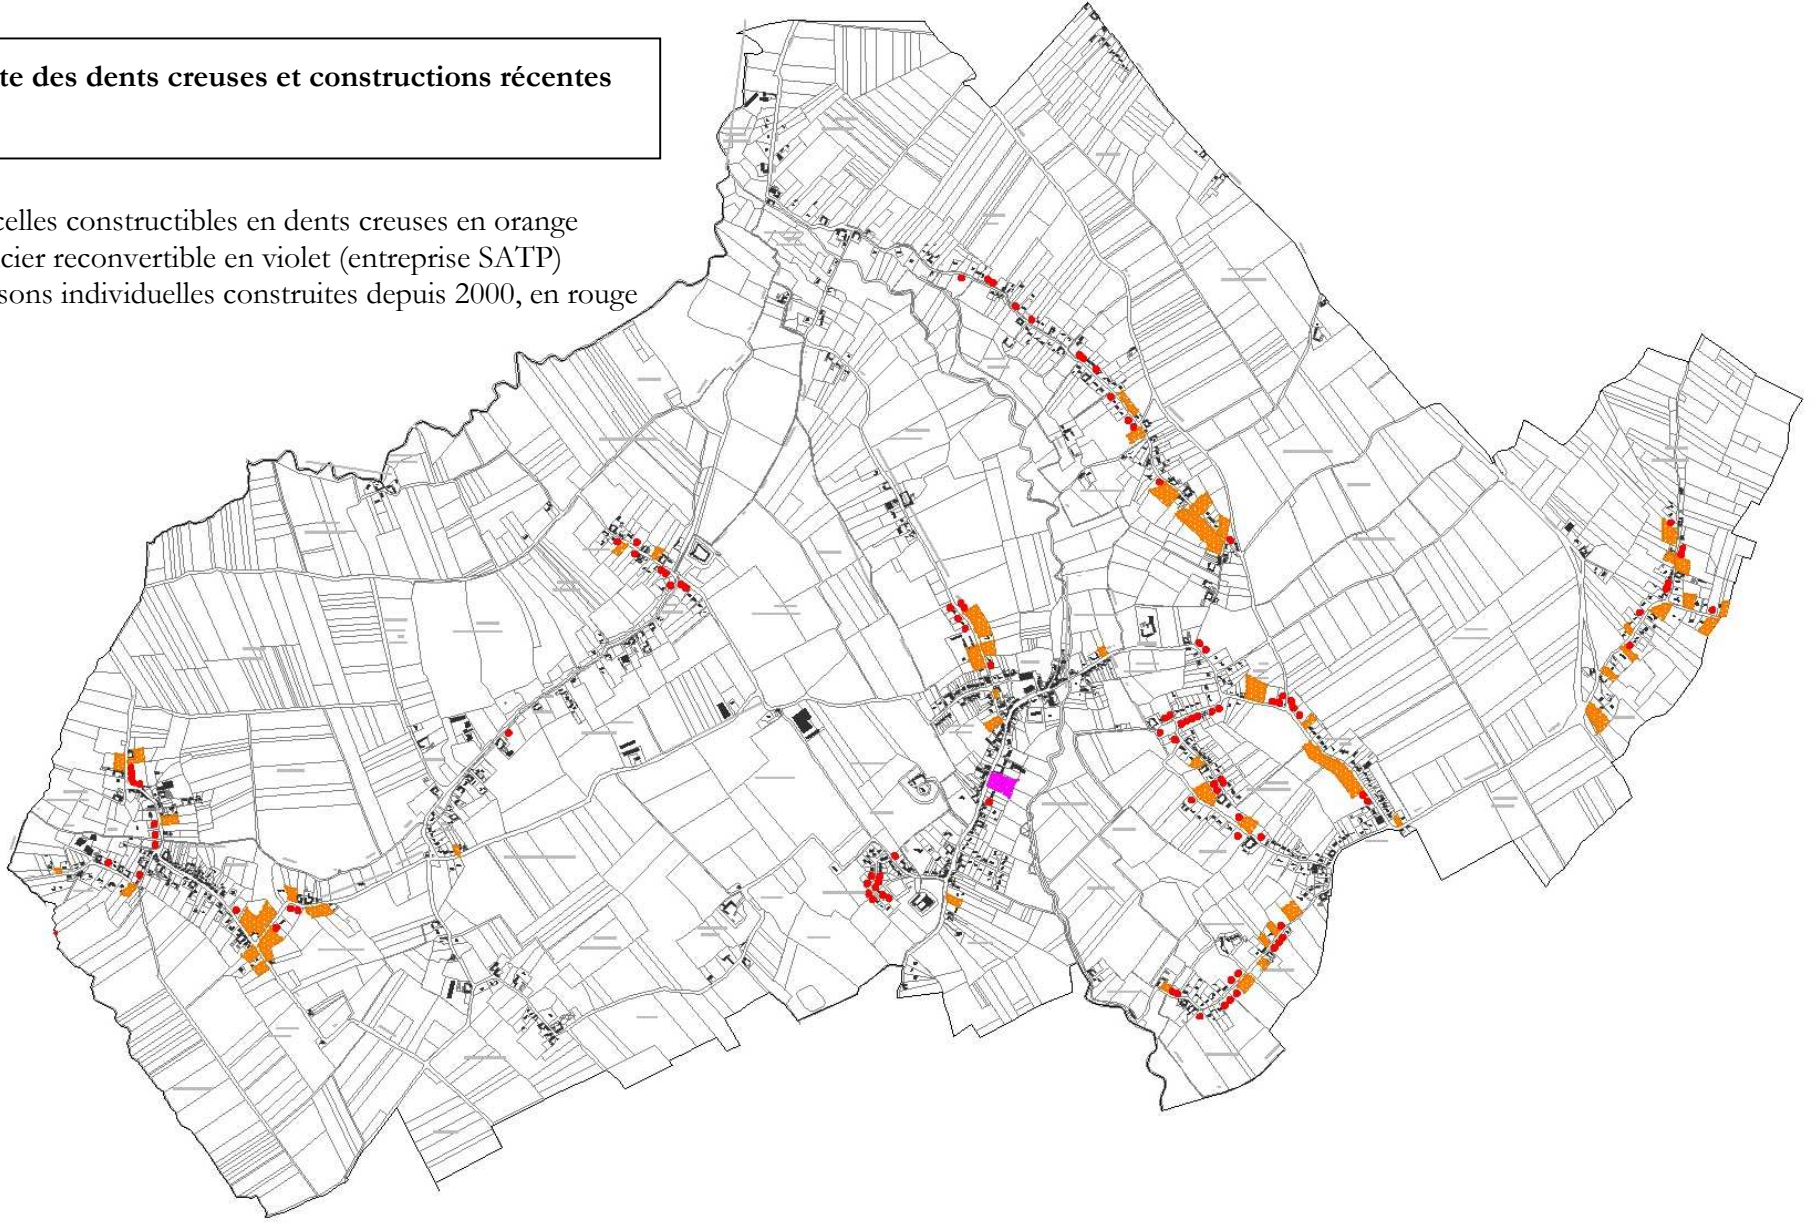 te des dents creuses et constructions récentes
celles constructibles en dents creuses en orange
cier reconvertible en violet (entreprise SATP)
sons individuelles construites depuis 2000, en rouge